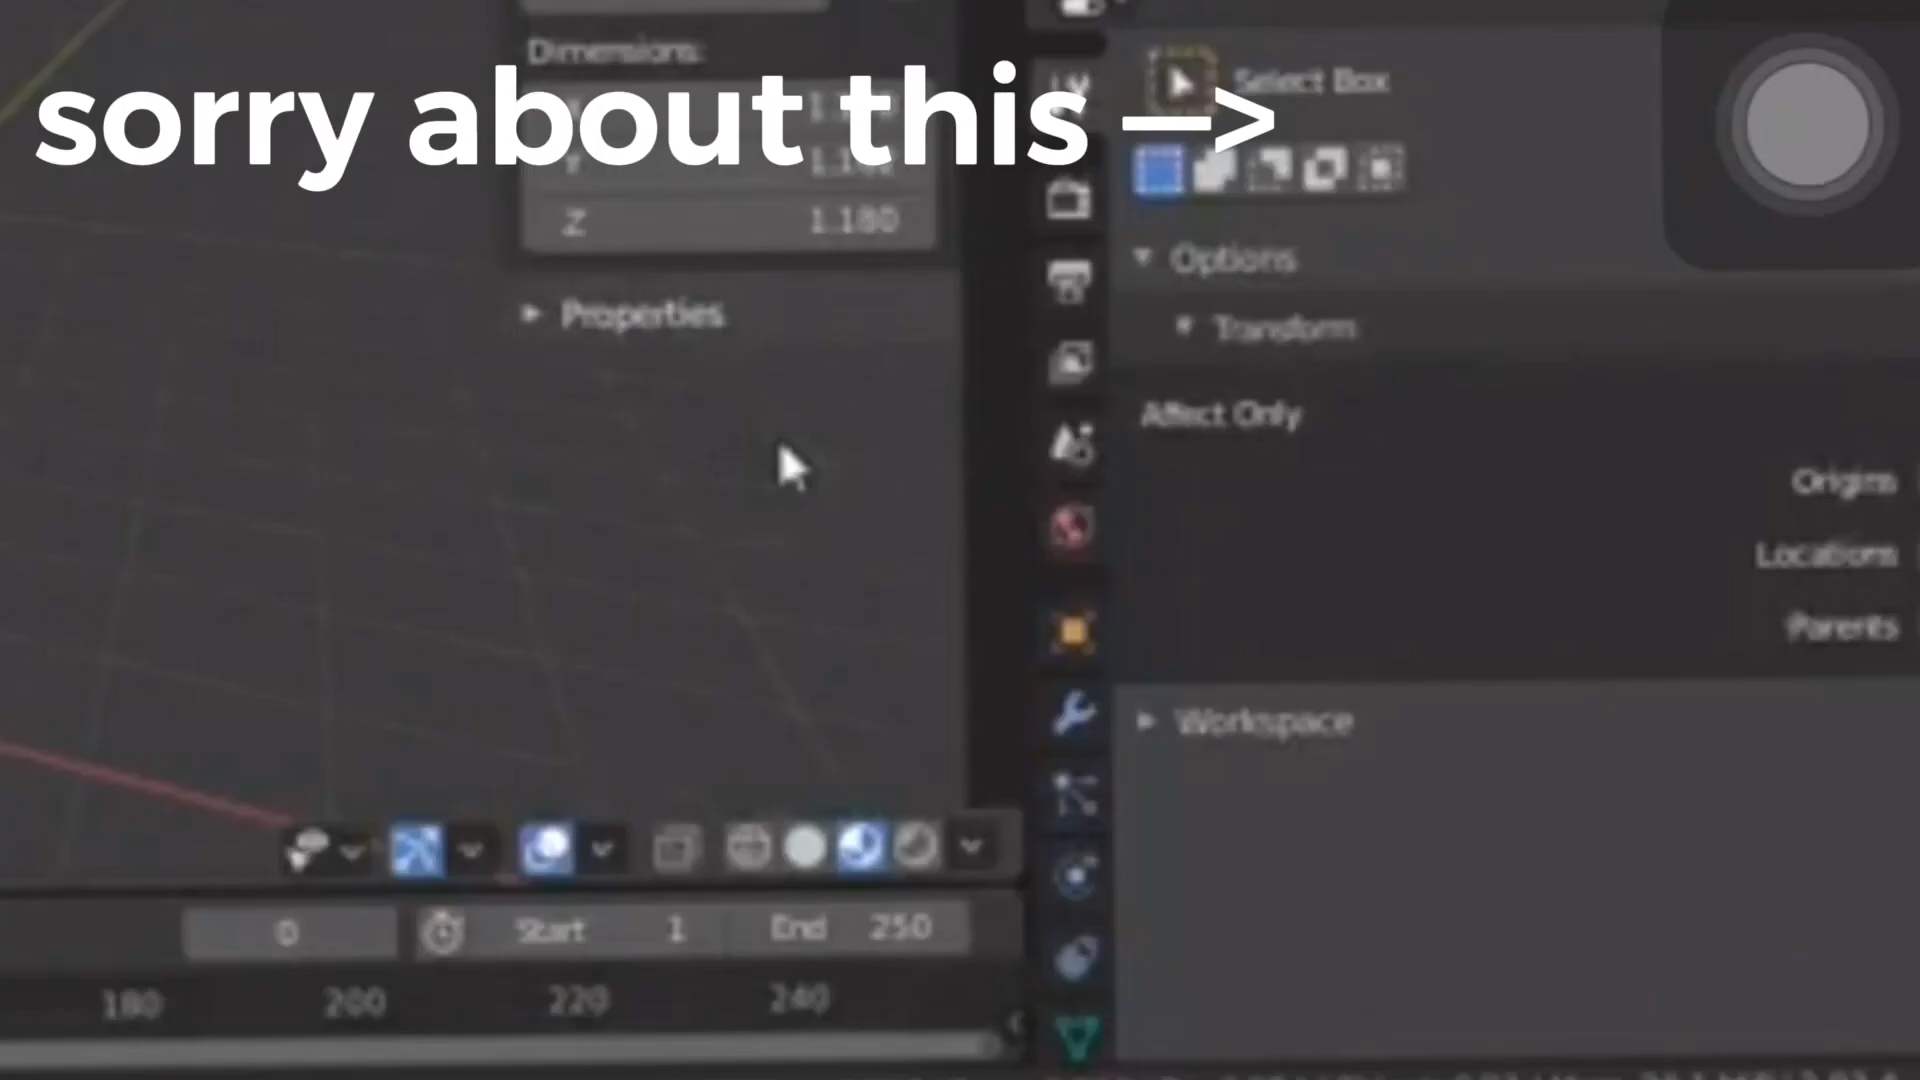 Dimensions:
sorry about this —>
Select Box
Y
Z 1.180
Options
Properties
Transform
Affect Only
Origins
Locations
Parents
Workspace
0 Start 1 End 250
180 200 220 240